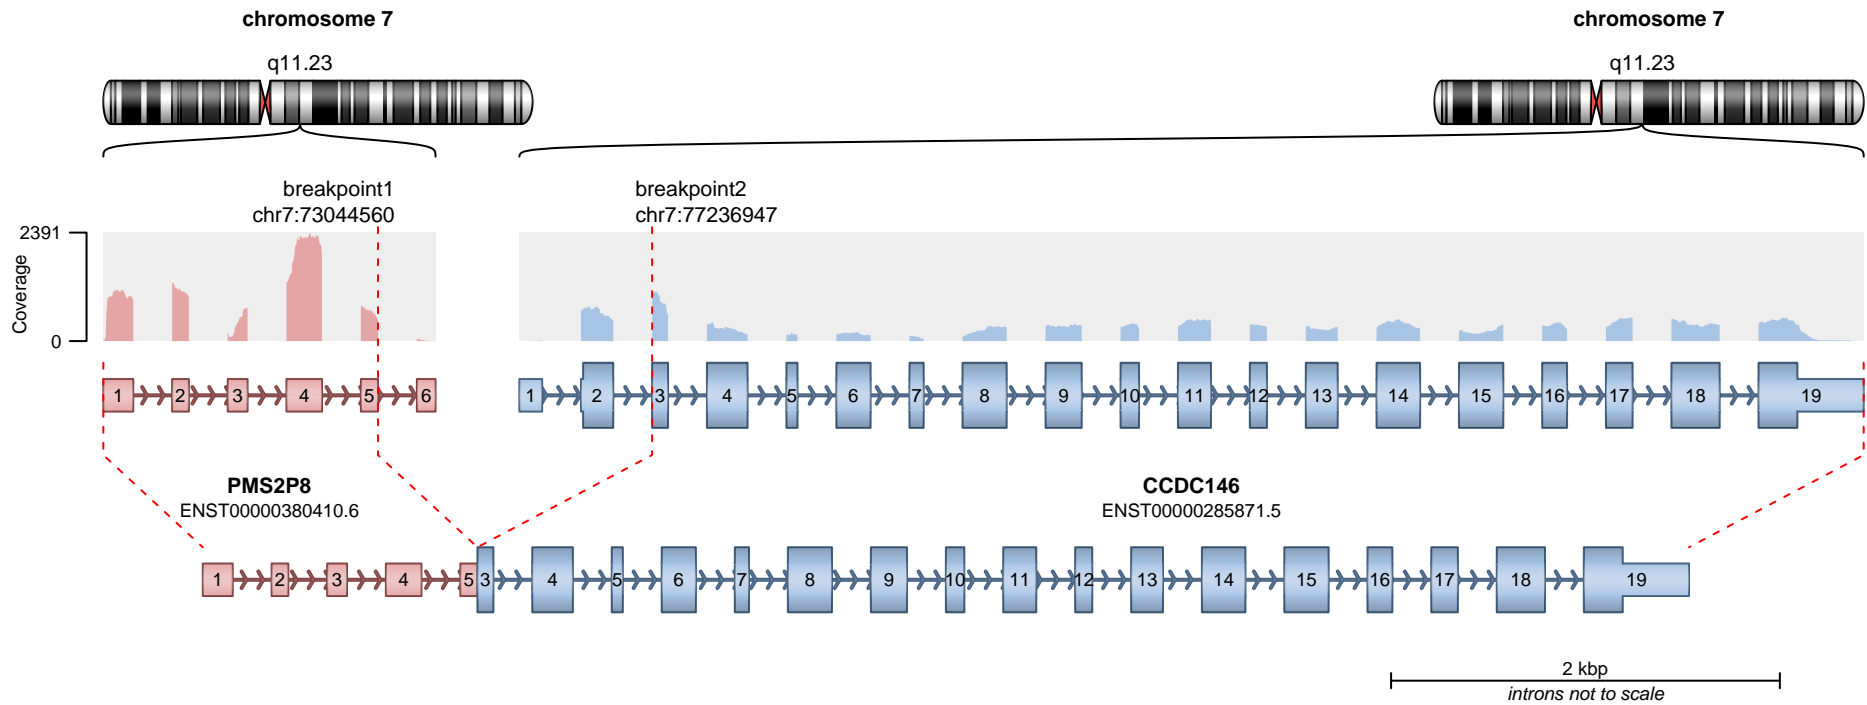 chromosome 7
chromosome 7
q11.23
q11.23
breakpoint1
chr7:73044560
breakpoint2
chr7:77236947
2391
Coverage
0
1 2 3 4 5 6
1 2 3 4 5 6 7 8 9 10 11 12 13 14 15 16 17 18 19
PMS2P8
ENST00000380410.6
CCDC146
ENST00000285871.5
1 2 3 4 5 3 4 5 6 7 8 9 10 11 12 13 14 15 16 17 18 19
2 kbp
introns not to scale